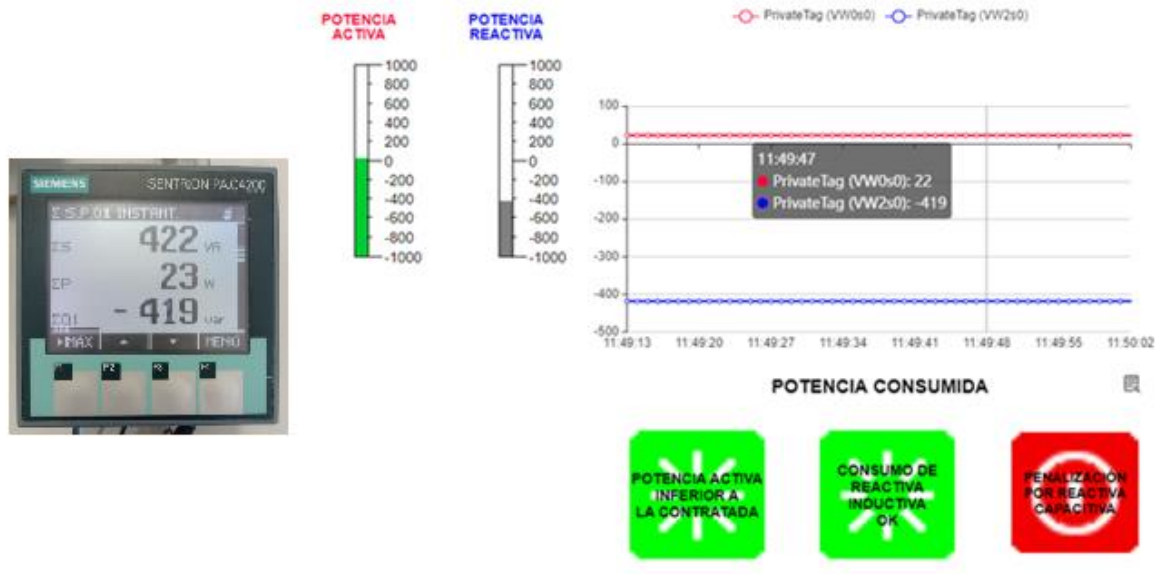 SIEMENS SENTRON PAC4200
Σ S,P,Q1 INSTANT.
ΣS 422 VA
ΣP 23 W
ΣQ1 - 419 var
►MAX ▲ ▼ MENU
P2
POTENCIA
ACTIVA
1000
800
600
400
200
0
-200
-400
-600
-800
-1000
POTENCIA
REACTIVA
1000
800
600
400
200
0
-200
-400
-600
-800
-1000
PrivateTag (VW0s0) PrivateTag (VW2s0)
100
0
-100
-200
-300
-400
-500
11:49:47
PrivateTag (VW0s0): 22
PrivateTag (VW2s0): -419
11:49:13 11:49:20 11:49:27 11:49:34 11:49:41 11:49:48 11:49:55 11:50:02
POTENCIA CONSUMIDA
POTENCIA ACTIVA
INFERIOR A
LA CONTRATADA
CONSUMO DE
REACTIVA
INDUCTIVA
OK
PENALIZACIÓN
POR REACTIVA
CAPACITIVA